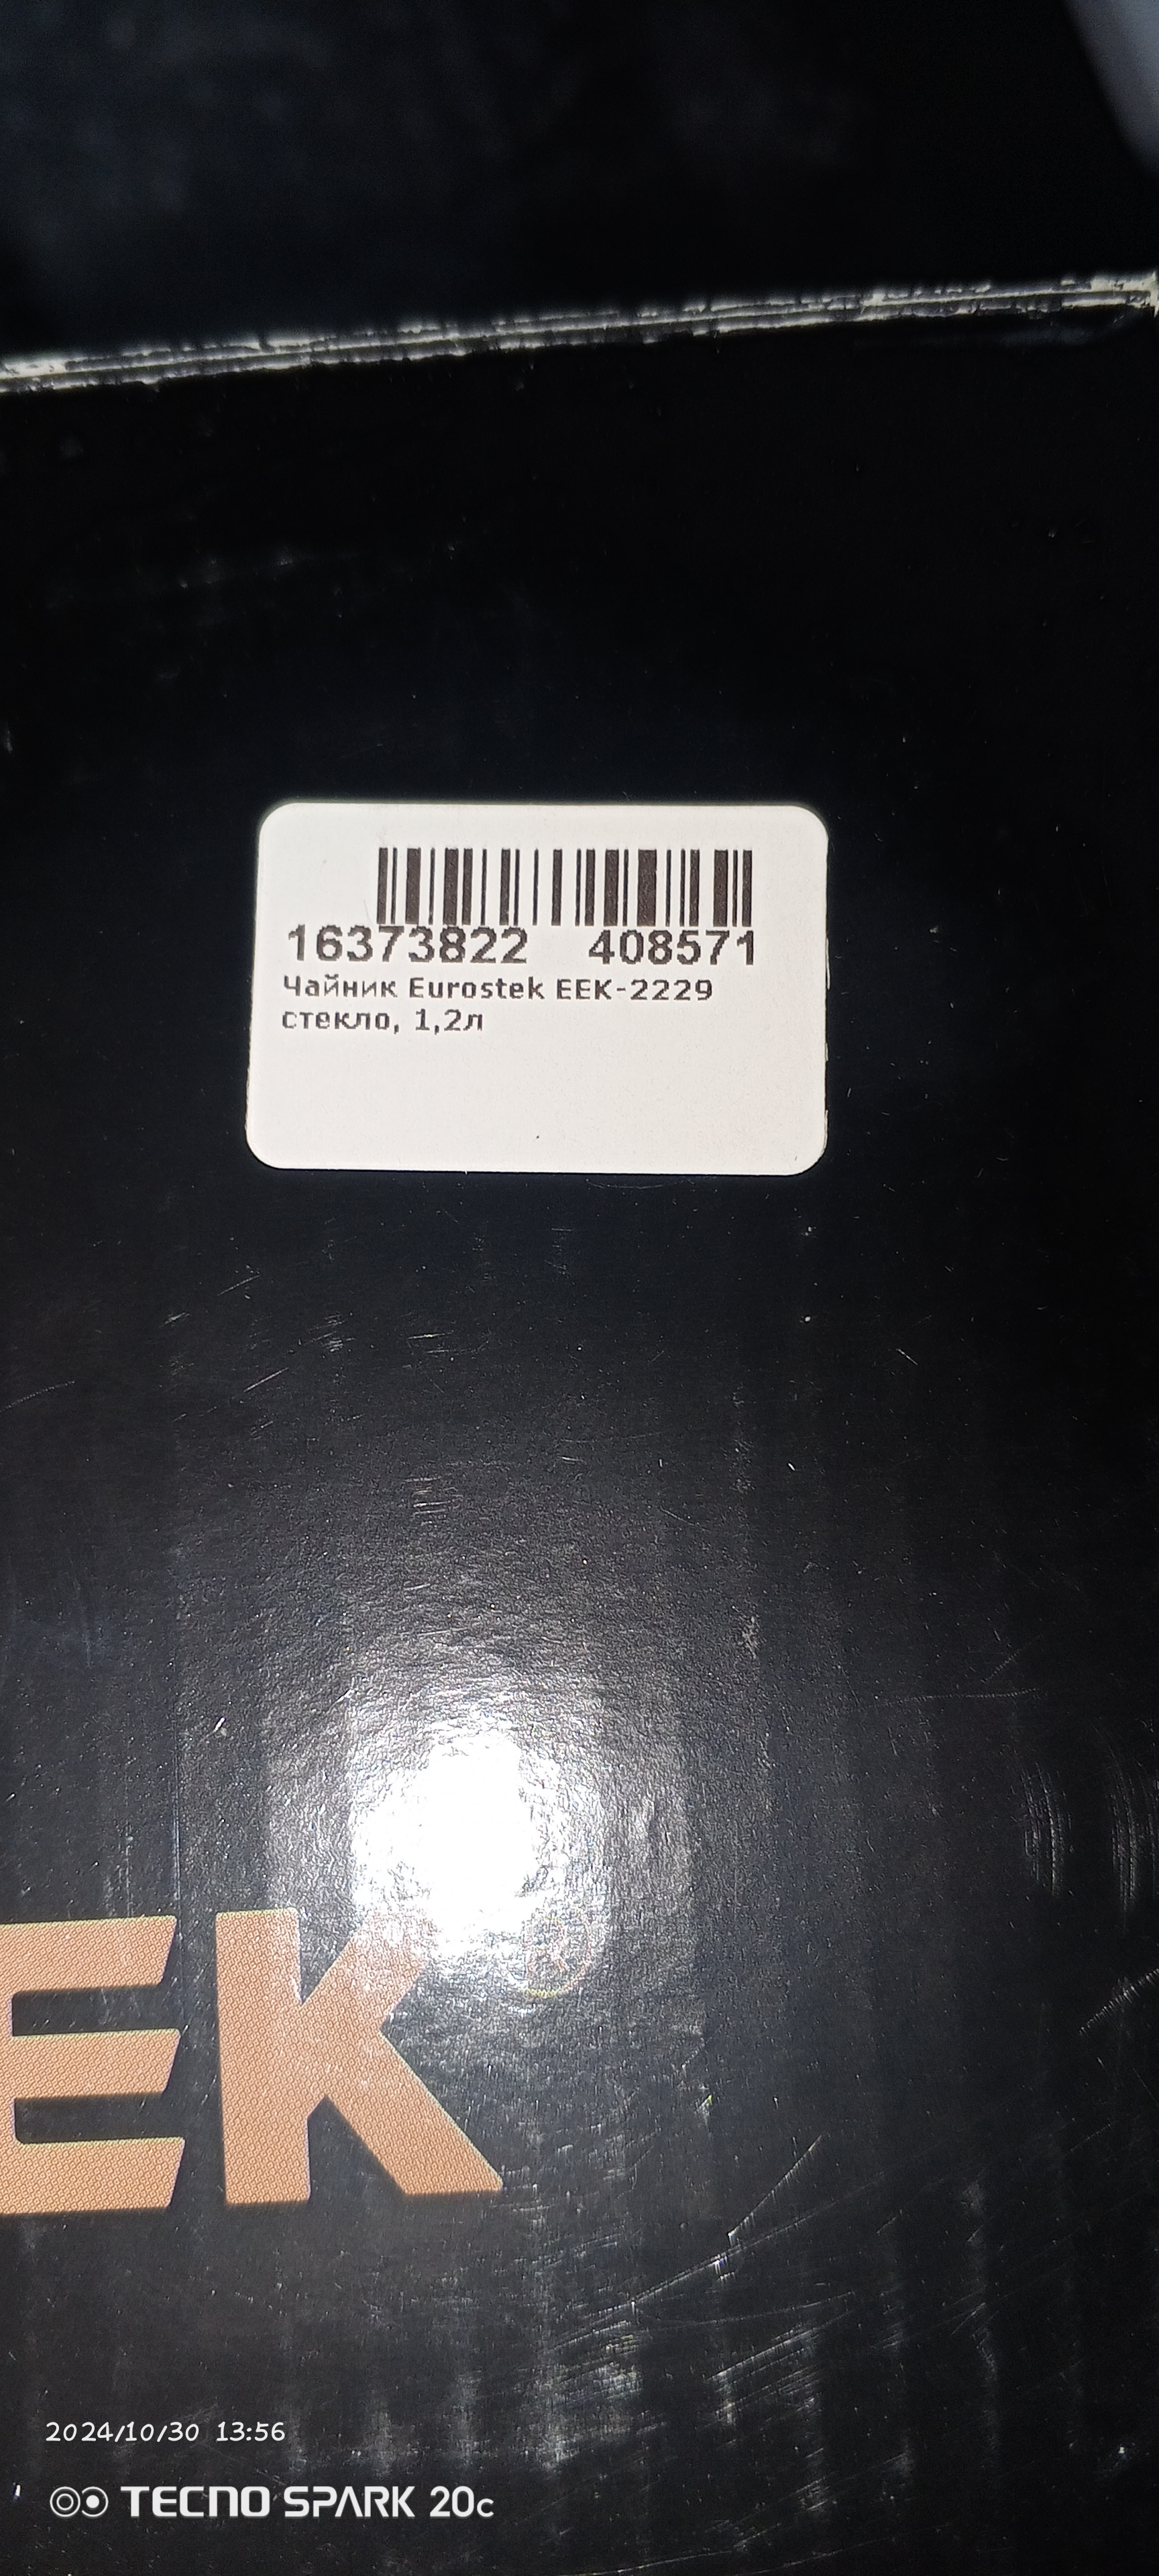 16373822 408571
Чайник Eurostek EEK-2229
стекло, 1,2л
EK
2024/10/30 13:56
TECNO SPARK 20c